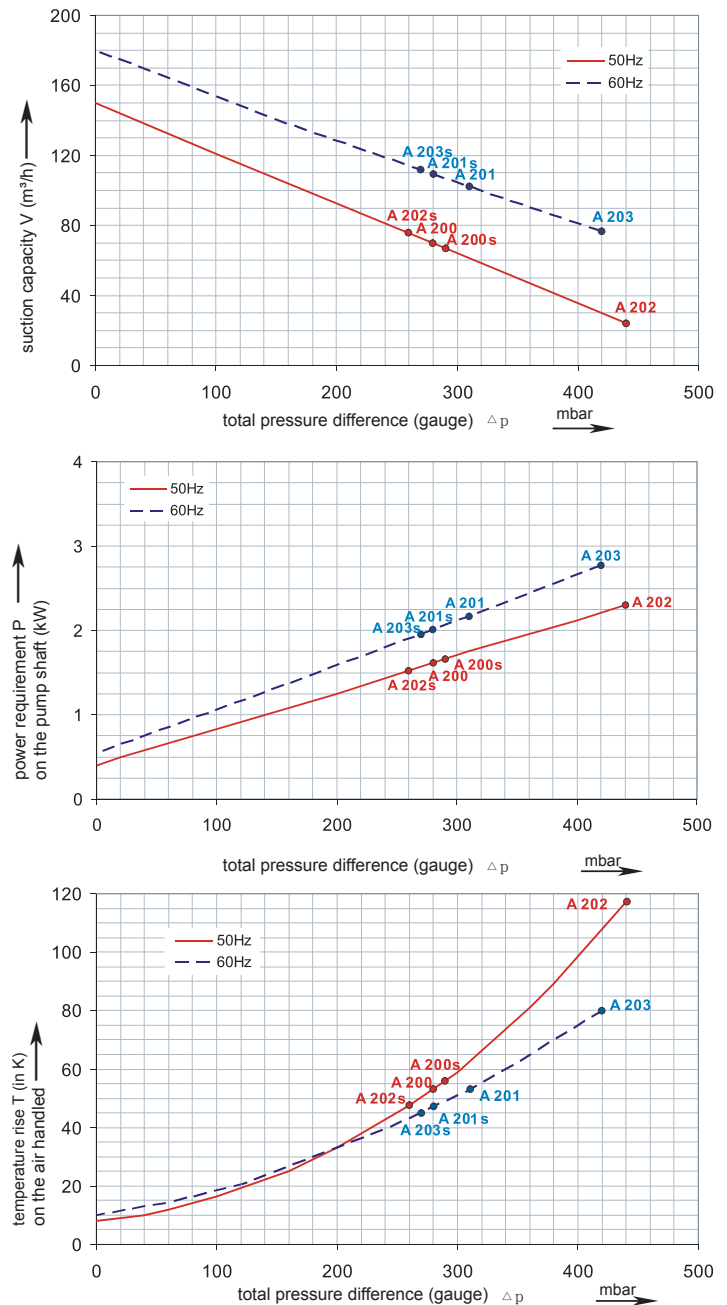 200
160
120
80
40
0
suction capacity V (m³/h)
50Hz
60Hz
A 203s
A 201s
A 201
A 203
A 202s
A 200
A 200s
A 202
0 100 200 300 400 500
total pressure difference (gauge) △p mbar
4
3
2
1
0
power requirement P
on the pump shaft (kW)
50Hz
60Hz
A 203
A 202
A 201
A 201s
A 203s
A 200s
A 200
A 202s
0 100 200 300 400 500
total pressure difference (gauge) △p mbar
120
100
80
60
40
20
0
temperature rise T (in K)
on the air handled
50Hz
60Hz
A 202
A 203
A 200s
A 200
A 202s
A 201
A 201s
A 203s
0 100 200 300 400 500
total pressure difference (gauge) △p mbar